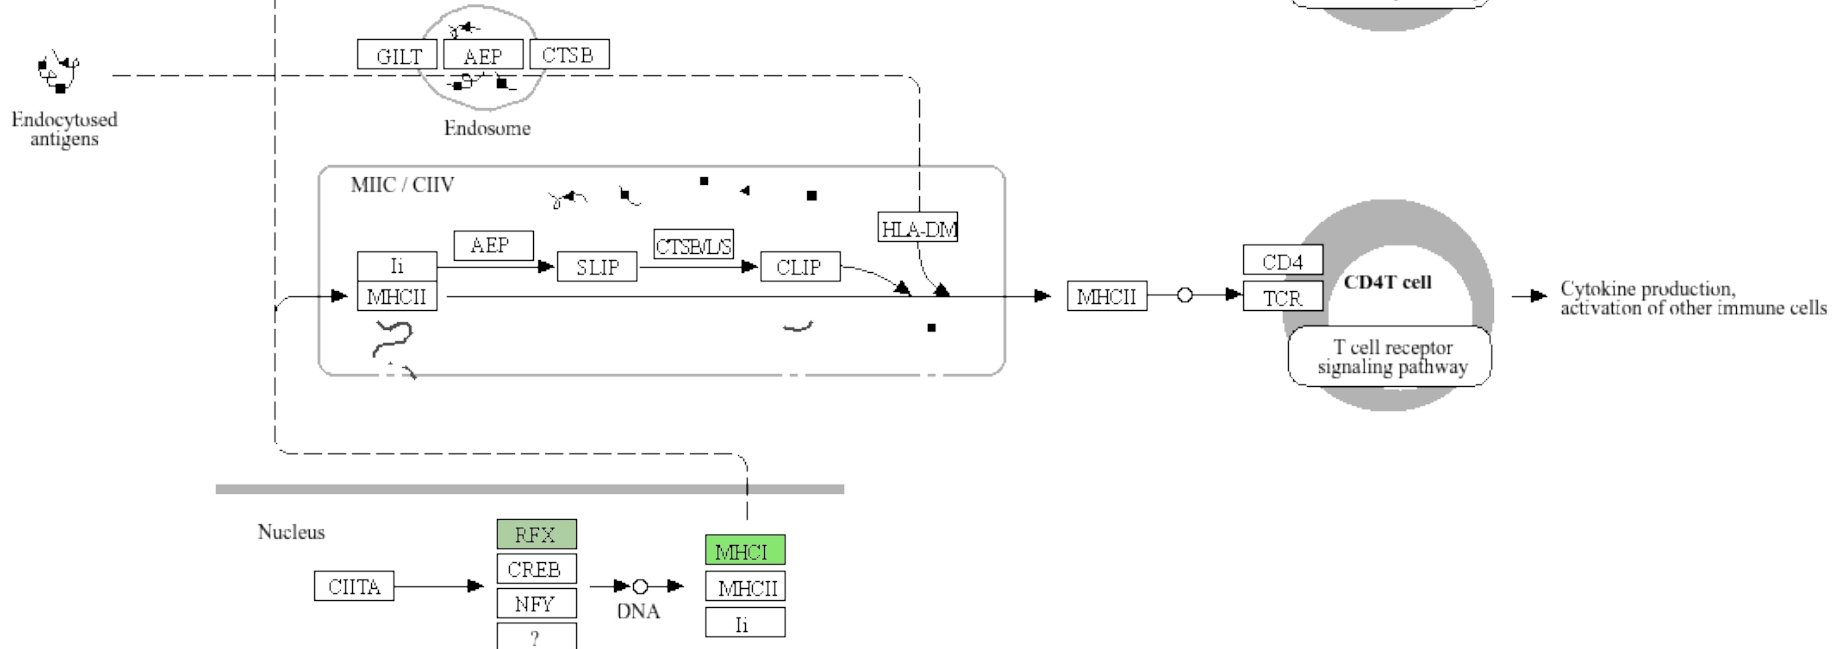 GILT
AEP
CTSB
Endocytosed
antigens
Endosome
MIIC / CIIV
HLA-DM
AEP
CTSB/L/S
Ii
SLIP
CLIP
MHCII
MHCII
CD4
TCR
CD4T cell
Cytokine production,
activation of other immune cells
T cell receptor
signaling pathway
Nucleus
RFX
CREB
NFY
?
CIITA
DNA
MHCI
MHCII
Ii